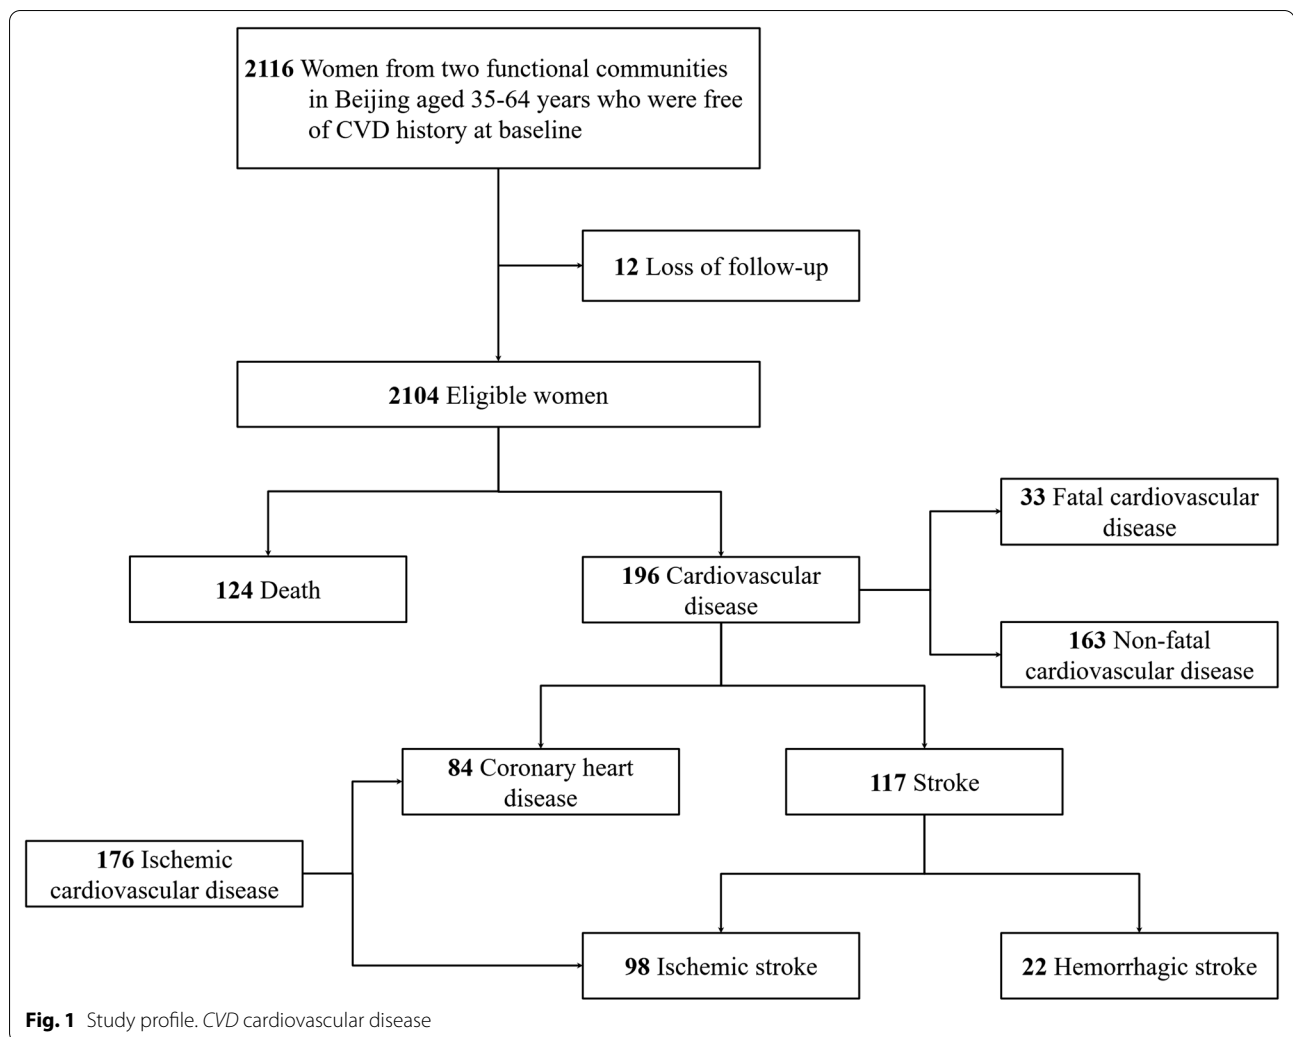 2116 Women from two functional communities
in Beijing aged 35-64 years who were free
of CVD history at baseline
12 Loss of follow-up
2104 Eligible women
33 Fatal cardiovascular
disease
124 Death
196 Cardiovascular
disease
163 Non-fatal
cardiovascular disease
84 Coronary heart
disease
117 Stroke
176 Ischemic
cardiovascular disease
98 Ischemic stroke
22 Hemorrhagic stroke
Fig. 1 Study profile. CVD cardiovascular disease